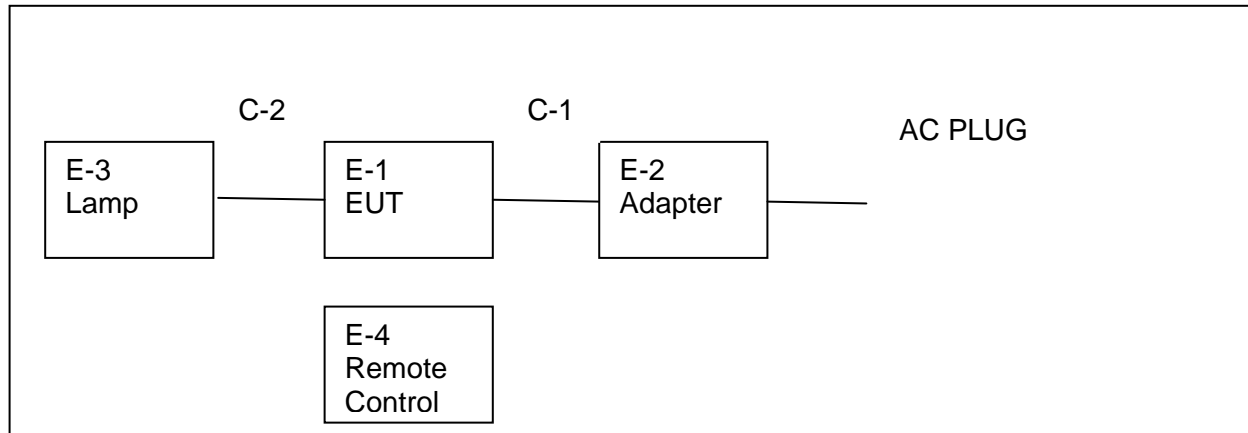 C-2
C-1
AC PLUG
E-3
Lamp
E-1
EUT
E-2
Adapter
E-4
Remote
Control